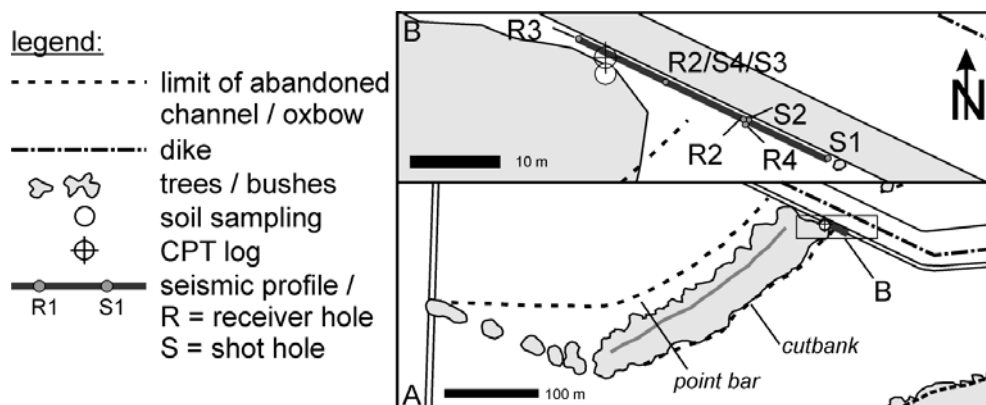 legend:
limit of abandoned
channel / oxbow
dike
trees / bushes
soil sampling
CPT log
seismic profile /
R1 S1
R = receiver hole
S = shot hole
B
R3
R2/S4/S3
S2
S1
R2
R4
10 m
N
B
cutbank
point bar
A
100 m